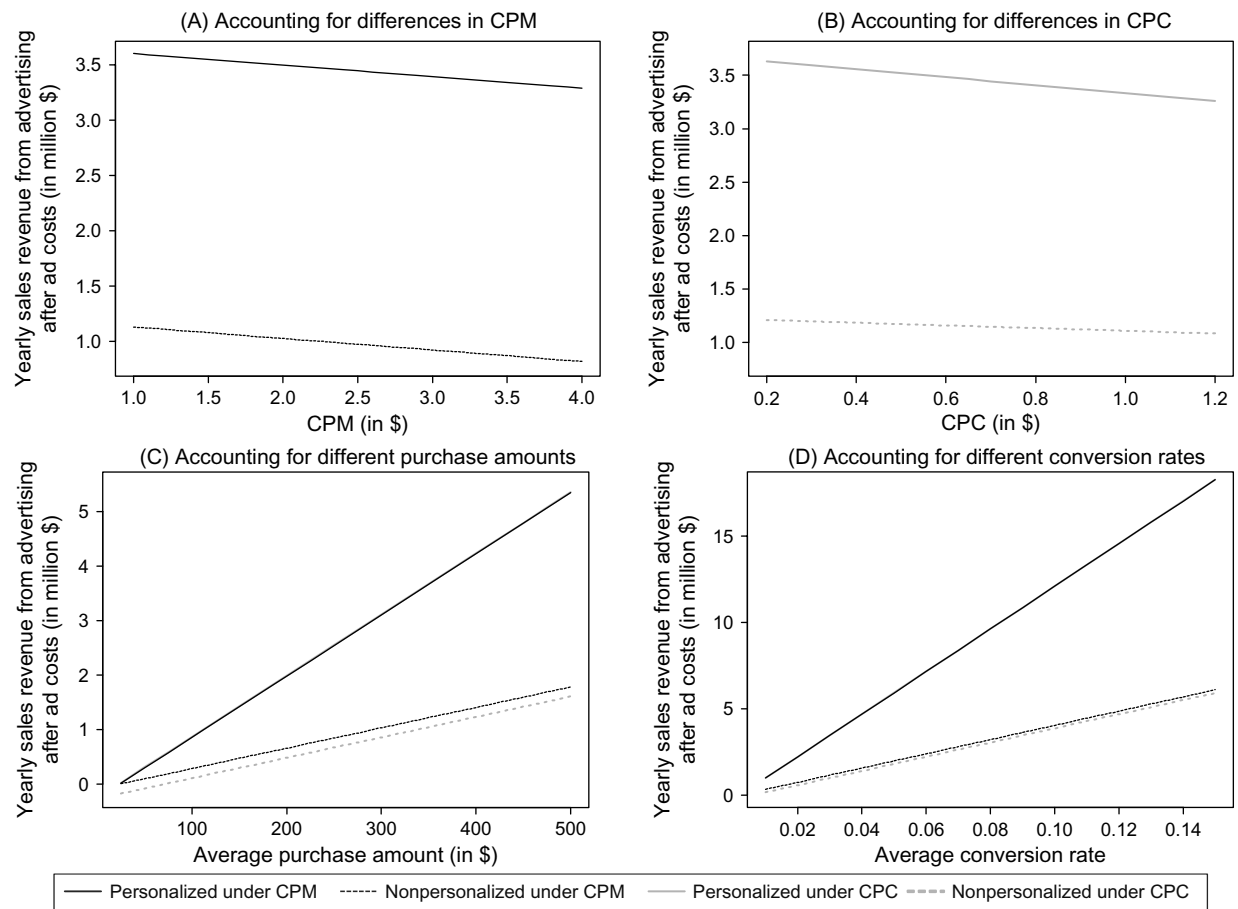 (A) Accounting for differences in CPM
Yearly sales revenue from advertising
after ad costs (in million $)
3.5
3.0
2.5
2.0
1.5
1.0
1.0 1.5 2.0 2.5 3.0 3.5 4.0
CPM (in $)
(B) Accounting for differences in CPC
Yearly sales revenue from advertising
after ad costs (in million $)
3.5
3.0
2.5
2.0
1.5
1.0
0.2 0.4 0.6 0.8 1.0 1.2
CPC (in $)
(C) Accounting for different purchase amounts
Yearly sales revenue from advertising
after ad costs (in million $)
5
4
3
2
1
0
100 200 300 400 500
Average purchase amount (in $)
(D) Accounting for different conversion rates
Yearly sales revenue from advertising
after ad costs (in million $)
15
10
5
0
0.02 0.04 0.06 0.08 0.10 0.12 0.14
Average conversion rate
Personalized under CPM Nonpersonalized under CPM Personalized under CPC Nonpersonalized under CPC